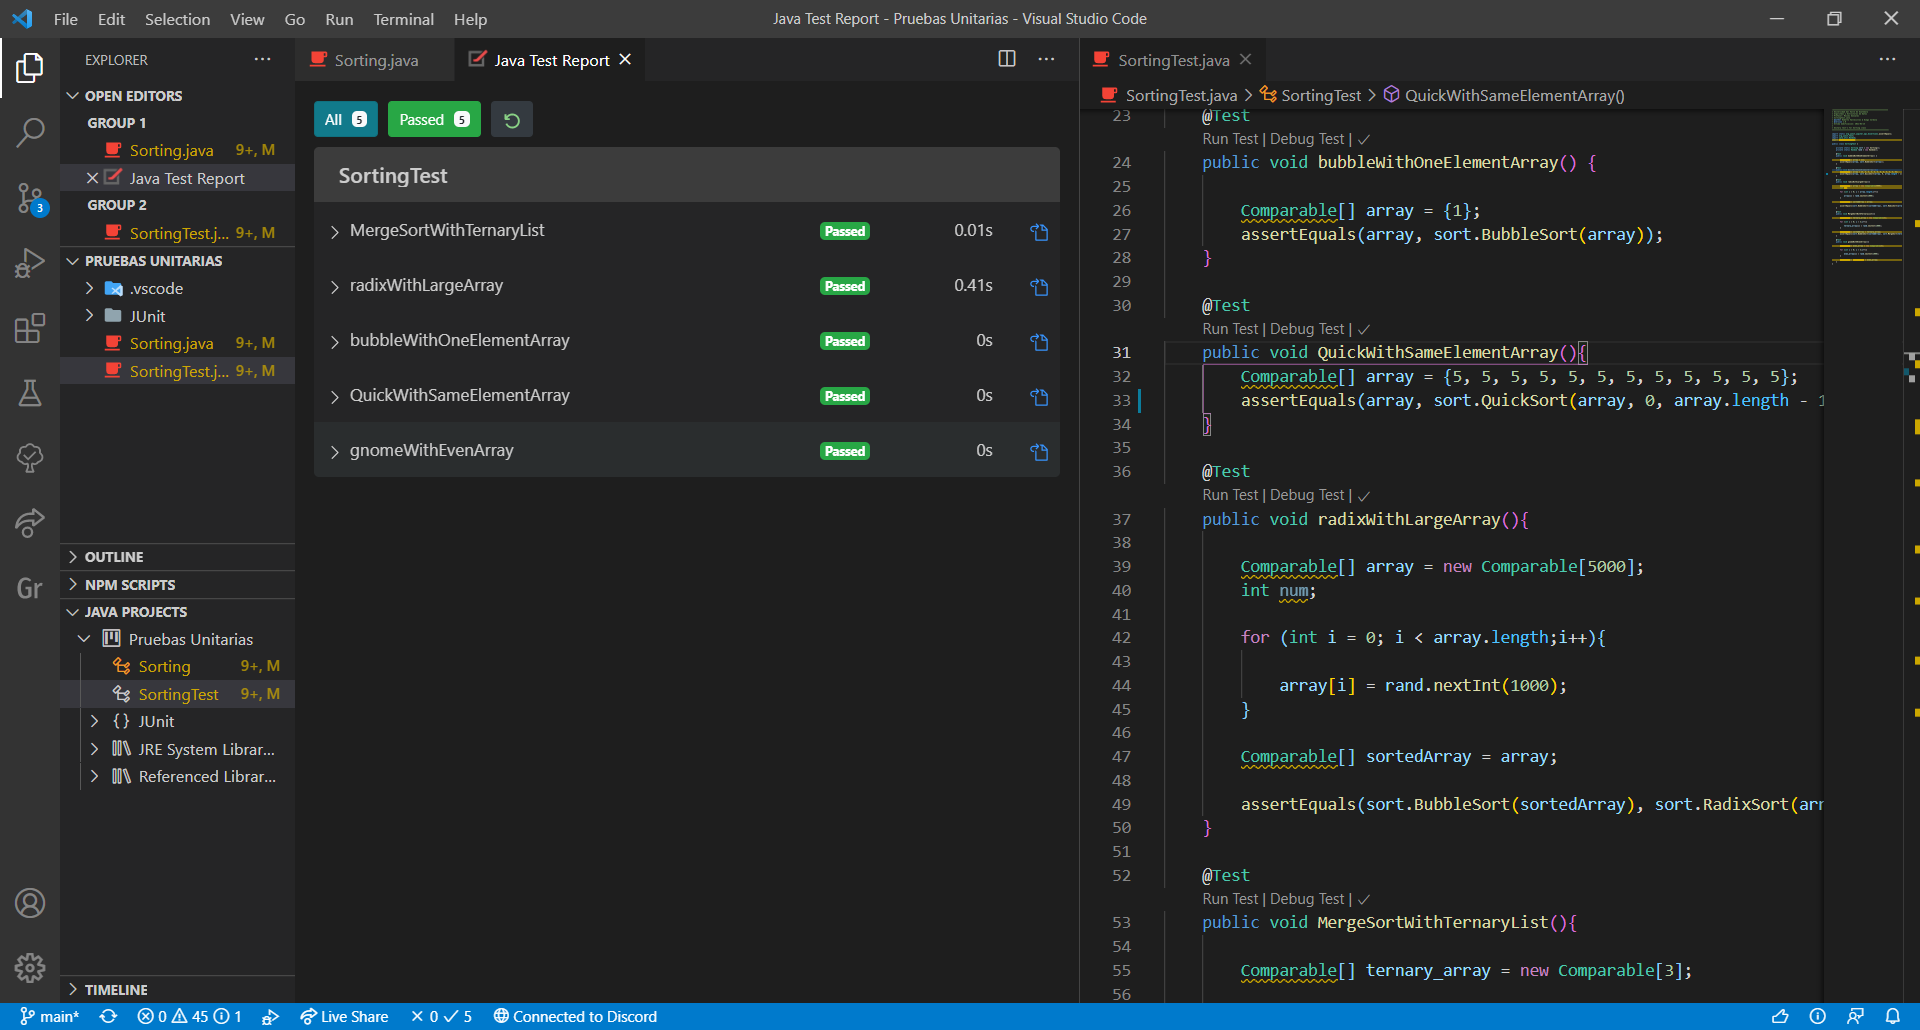 File Edit Selection View Go Run Terminal Help
Java Test Report - Pruebas Unitarias - Visual Studio Code
EXPLORER
OPEN EDITORS
GROUP 1
Sorting.java 9+, M
Java Test Report
GROUP 2
SortingTest.j... 9+, M
PRUEBAS UNITARIAS
.vscode
JUnit
Sorting.java 9+, M
SortingTest.j... 9+, M
OUTLINE
NPM SCRIPTS
JAVA PROJECTS
Pruebas Unitarias
Sorting 9+, M
SortingTest 9+, M
{} JUnit
JRE System Librar...
Referenced Librar...
TIMELINE
3
Gr
Sorting.java
Java Test Report
All 5 Passed 5
SortingTest
MergeSortWithTernaryList Passed 0.01s
radixWithLargeArray Passed 0.41s
bubbleWithOneElementArray Passed 0s
QuickWithSameElementArray Passed 0s
gnomeWithEvenArray Passed 0s
SortingTest.java
SortingTest.java > SortingTest > QuickWithSameElementArray()
23 @Test
Run Test | Debug Test | ✓
24 public void bubbleWithOneElementArray() {
25
26 Comparable[] array = {1};
27 assertEquals(array, sort.BubbleSort(array));
28 }
29
30 @Test
Run Test | Debug Test | ✓
31 public void QuickWithSameElementArray(){
32 Comparable[] array = {5, 5, 5, 5, 5, 5, 5, 5, 5, 5, 5, 5};
33 assertEquals(array, sort.QuickSort(array, 0, array.length - 1
34 }
35
36 @Test
Run Test | Debug Test | ✓
37 public void radixWithLargeArray(){
38
39 Comparable[] array = new Comparable[5000];
40 int num;
41
42 for (int i = 0; i < array.length;i++){
43
44 array[i] = rand.nextInt(1000);
45 }
46
47 Comparable[] sortedArray = array;
48
49 assertEquals(sort.BubbleSort(sortedArray), sort.RadixSort(arr
50 }
51
52 @Test
Run Test | Debug Test | ✓
53 public void MergeSortWithTernaryList(){
54
55 Comparable[] ternary_array = new Comparable[3];
56
main* 0 45 1 Live Share 0 5 Connected to Discord